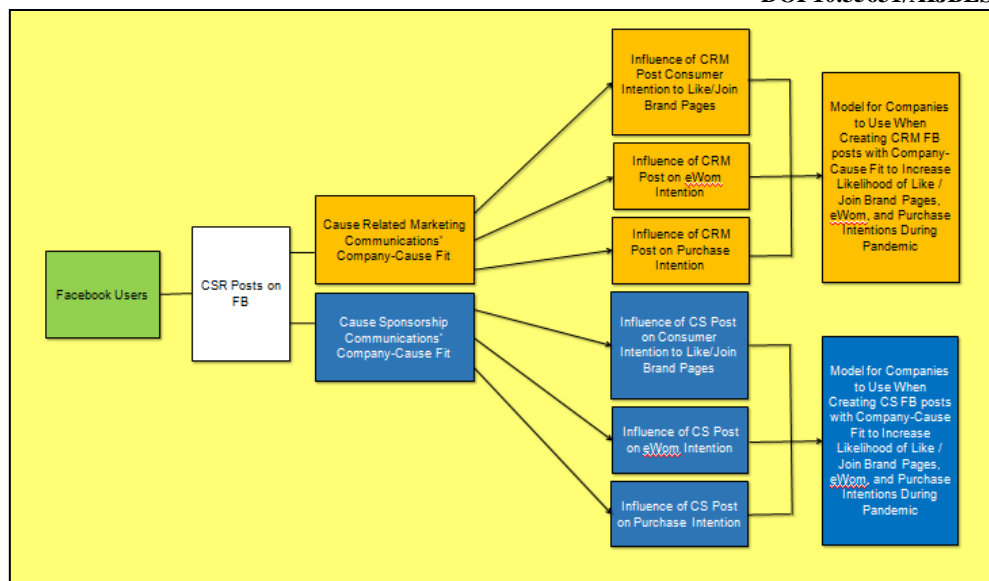 Facebook Users
CSR Posts on
FB
Cause Related Marketing
Communications'
Company-Cause Fit
Cause Sponsorship
Communications'
Company-Cause Fit
Influence of CRM
Post Consumer
Intention to Like/Join
Brand Pages
Influence of CRM
Post on eWom
Intention
Influence of CRM
Post on Purchase
Intention
Influence of CS Post
on Consumer
Intention to Like/Join
Brand Pages
Influence of CS Post
on eWom Intention
Influence of CS Post
on Purchase Intention
Model for Companies
to Use When
Creating CRM FB
posts with Company-
Cause Fit to Increase
Likelihood of Like /
Join Brand Pages,
eWom, and Purchase
Intentions During
Pandemic
Model for Companies
to Use When
Creating CS FB posts
with Company-Cause
Fit to Increase
Likelihood of Like /
Join Brand Pages,
eWom, and Purchase
Intentions During
Pandemic